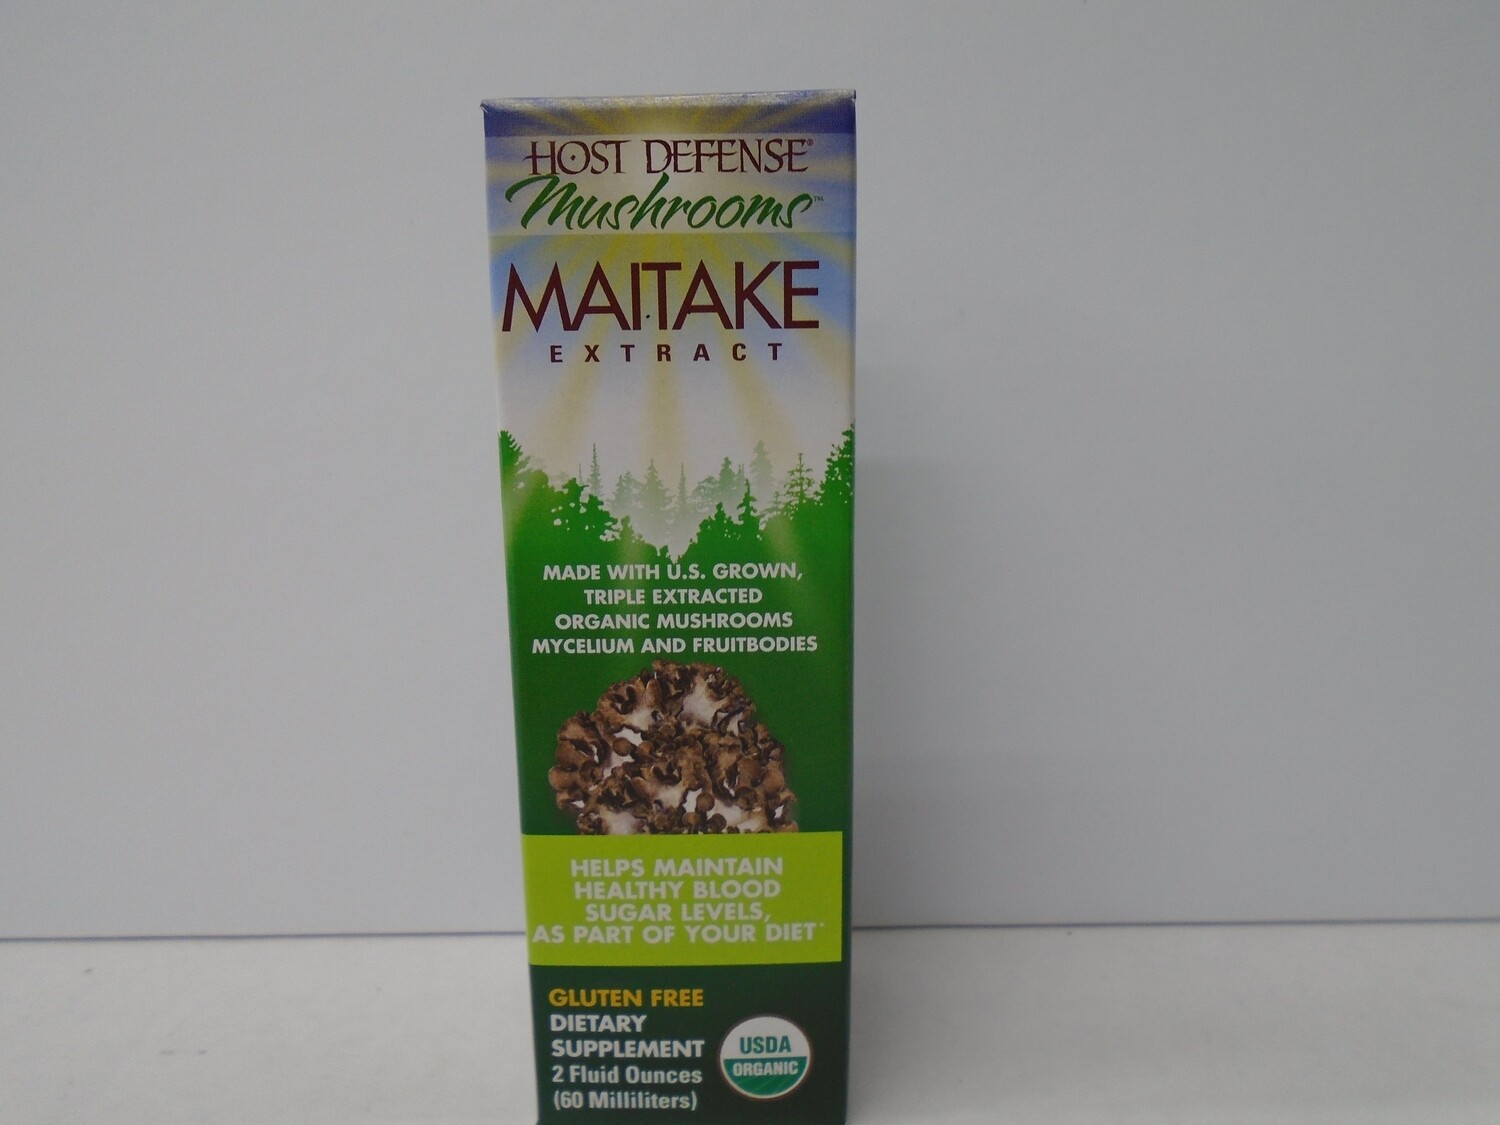 HOST DEFENSE®
Mushrooms™
MAITAKE
EXTRACT
MADE WITH U.S. GROWN,
TRIPLE EXTRACTED
ORGANIC MUSHROOMS
MYCELIUM AND FRUITBODIES
HELPS MAINTAIN
HEALTHY BLOOD
SUGAR LEVELS,
AS PART OF YOUR DIET*
GLUTEN FREE
DIETARY
SUPPLEMENT
2 Fluid Ounces
(60 Milliliters)
USDA
ORGANIC